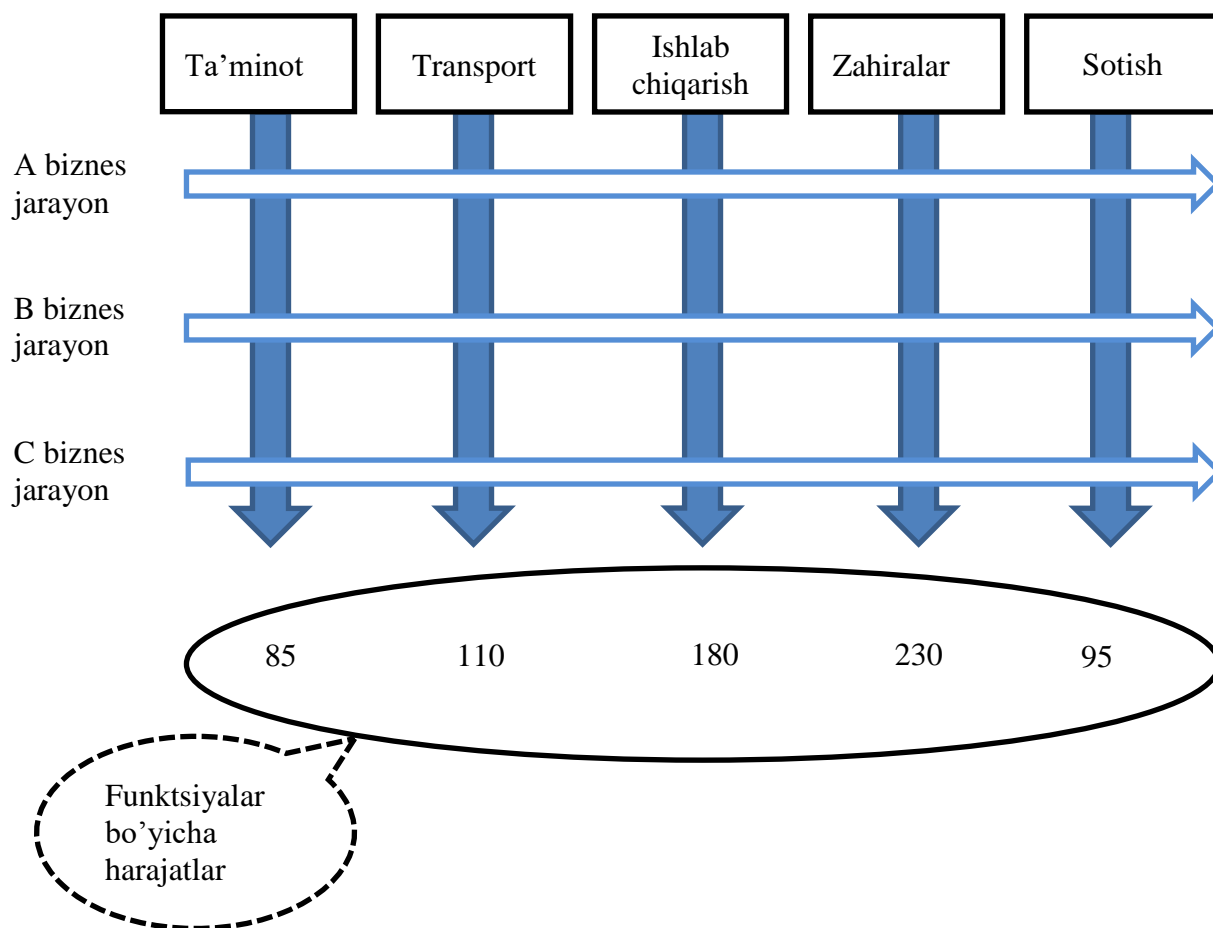 Ta’minot
Transport
Ishlab
chiqarish
Zahiralar
Sotish
A biznes
jarayon
B biznes
jarayon
C biznes
jarayon
85
110
180
230
95
Funktsiyalar
bo’yicha
harajatlar